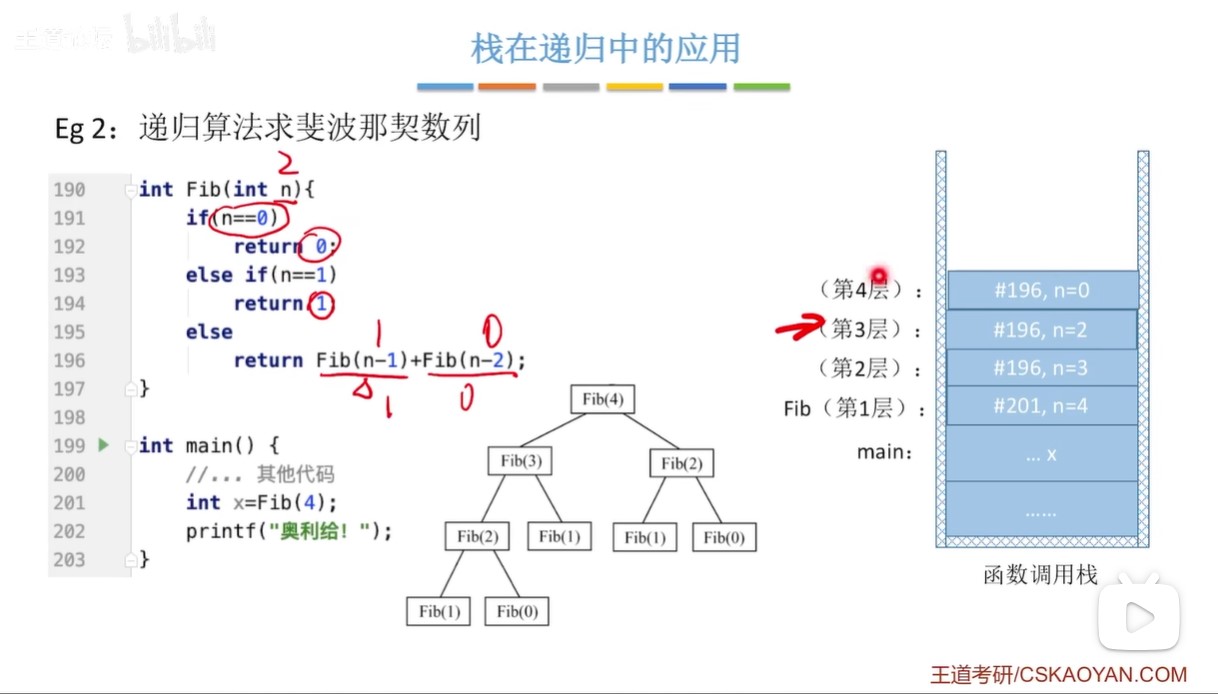 王道论坛 bilibili
栈在递归中的应用
Eg 2：递归算法求斐波那契数列
2
190 int Fib(int n){
191 if(n==0)
192 return 0;
193 else if(n==1)
194 return 1;
195 else
1 0
196 return Fib(n-1)+Fib(n-2);
197 }
1 0
198
199 int main() {
200 //... 其他代码
201 int x=Fib(4);
202 printf("奥利给！");
203 }
Fib(4)
Fib(3) Fib(2)
Fib(2) Fib(1) Fib(1) Fib(0)
Fib(1) Fib(0)
（第4层）： #196, n=0
（第3层）： #196, n=2
（第2层）： #196, n=3
Fib（第1层）： #201, n=4
main： ... x
......
函数调用栈
王道考研/CSKAOYAN.COM